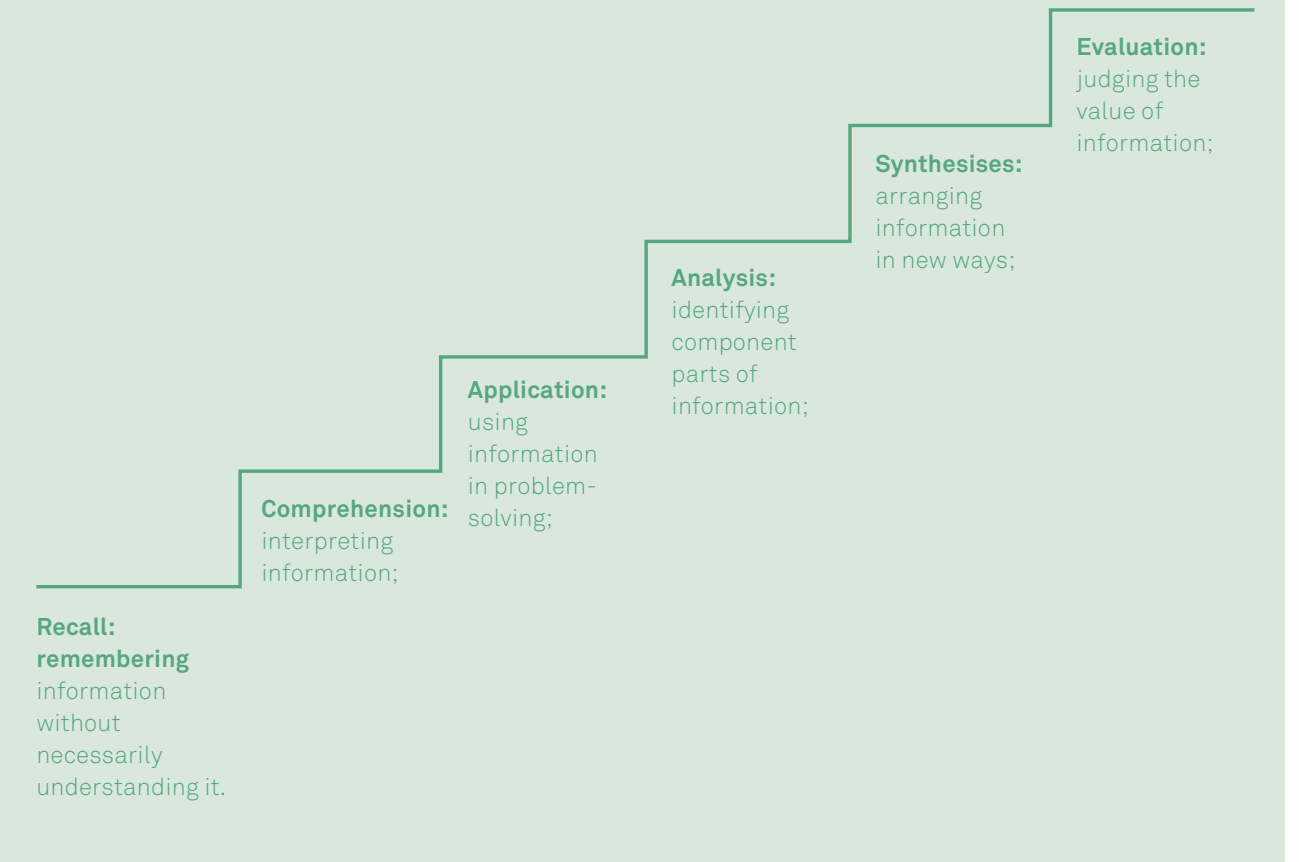 Evaluation:
judging the
value of
information;
Synthesises:
arranging
information
in new ways;
Analysis:
identifying
component
parts of
information;
Application:
using
information
in problem-
solving;
Comprehension:
interpreting
information;
Recall:
remembering
information
without
necessarily
understanding it.